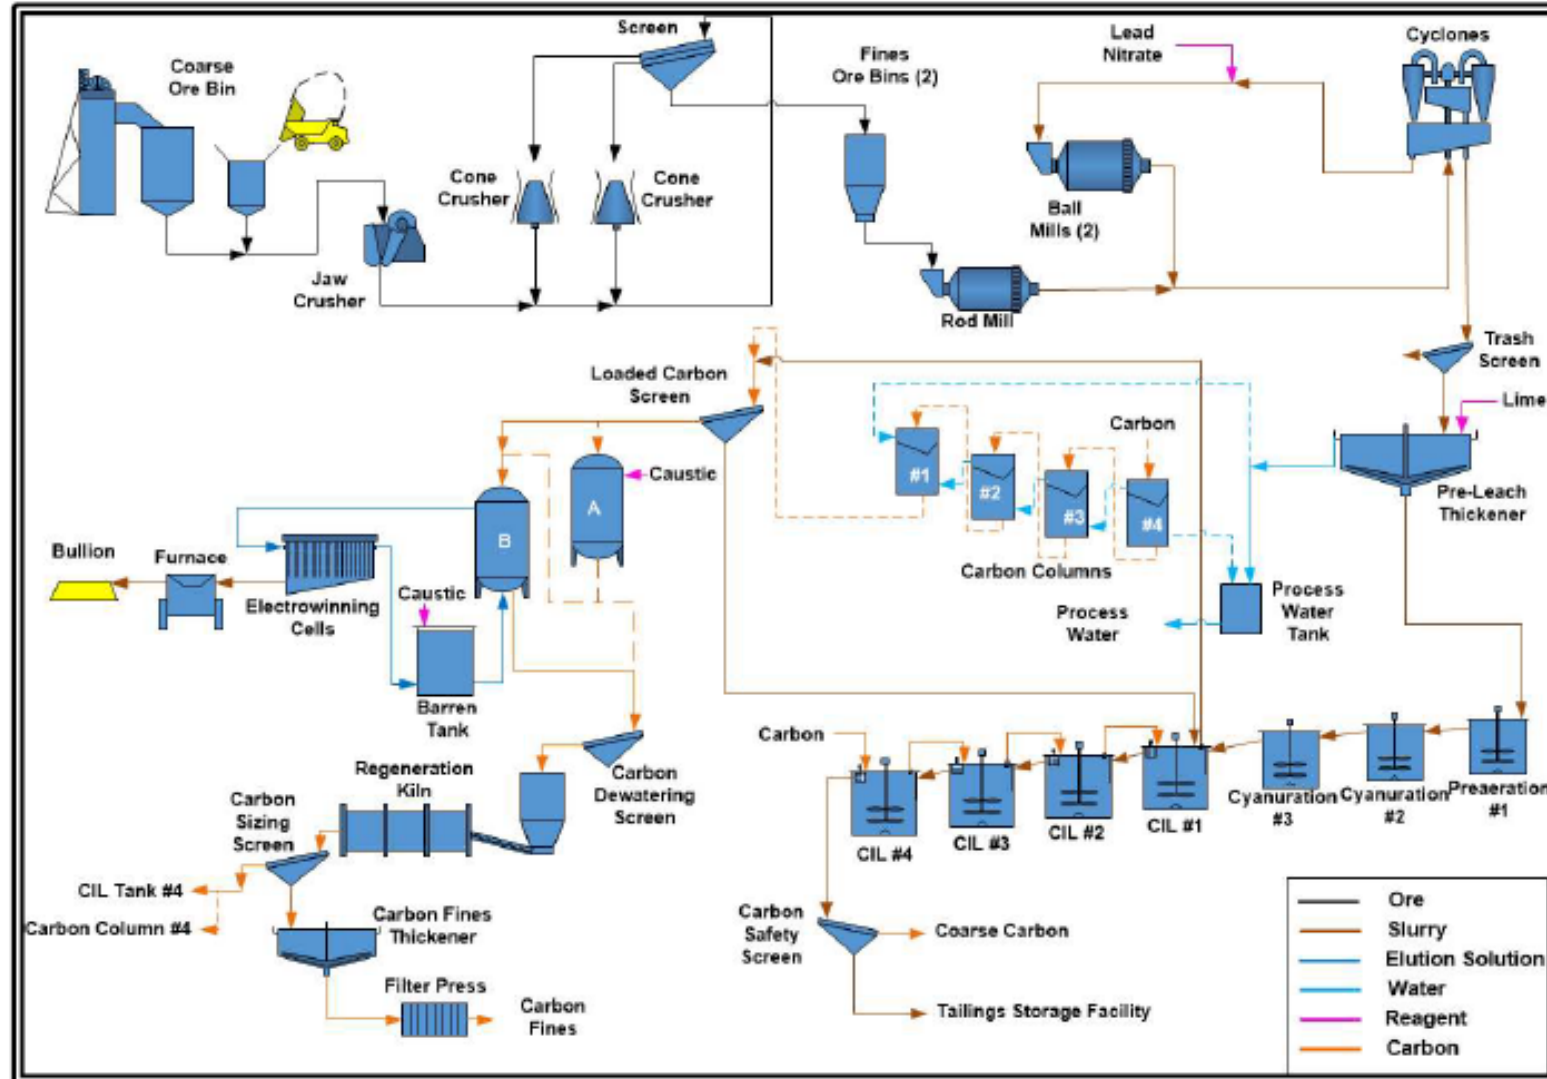 Screen
Coarse
Ore Bin
Fines
Ore Bins (2)
Lead
Nitrate
Cyclones
Cone
Crusher
Cone
Crusher
Ball
Mills (2)
Jaw
Crusher
Rod Mill
Trash
Screen
Loaded Carbon
Screen
Lime
Carbon
Caustic
#1
#2
#3
#4
Pre-Leach
Thickener
A
B
Bullion
Furnace
Carbon Columns
Electrowinning
Cells
Caustic
Process
Water
Process
Water
Tank
Barren
Tank
Carbon
Regeneration
Kiln
Carbon
Dewatering
Screen
Carbon
Sizing
Screen
Preaeration
#1
Cyanuration
#2
Cyanuration
#3
CIL #1
CIL #2
CIL #3
CIL #4
CIL Tank #4
Carbon Column #4
Carbon Fines
Thickener
Carbon
Safety
Screen
Coarse Carbon
Filter Press
Carbon
Fines
Tailings Storage Facility
Ore
Slurry
Elution Solution
Water
Reagent
Carbon